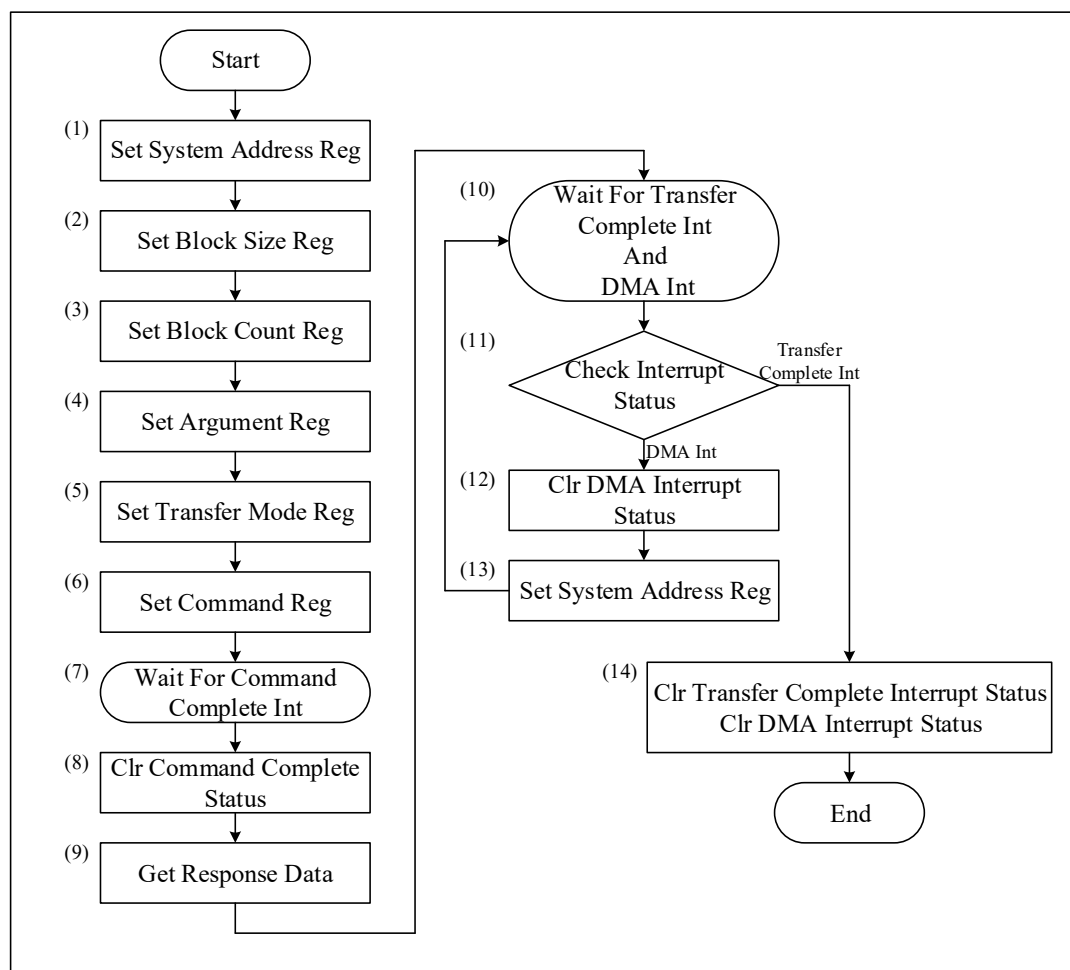 Start
(1)
Set System Address Reg
(2)
Set Block Size Reg
(3)
Set Block Count Reg
(4)
Set Argument Reg
(5)
Set Transfer Mode Reg
(6)
Set Command Reg
(7)
Wait For Command
Complete Int
(8)
Clr Command Complete
Status
(9)
Get Response Data
(10)
Wait For Transfer
Complete Int
And
DMA Int
(11)
Check Interrupt
Status
Transfer
Complete Int
DMA Int
(12)
Clr DMA Interrupt
Status
(13)
Set System Address Reg
(14)
Clr Transfer Complete Interrupt Status
Clr DMA Interrupt Status
End